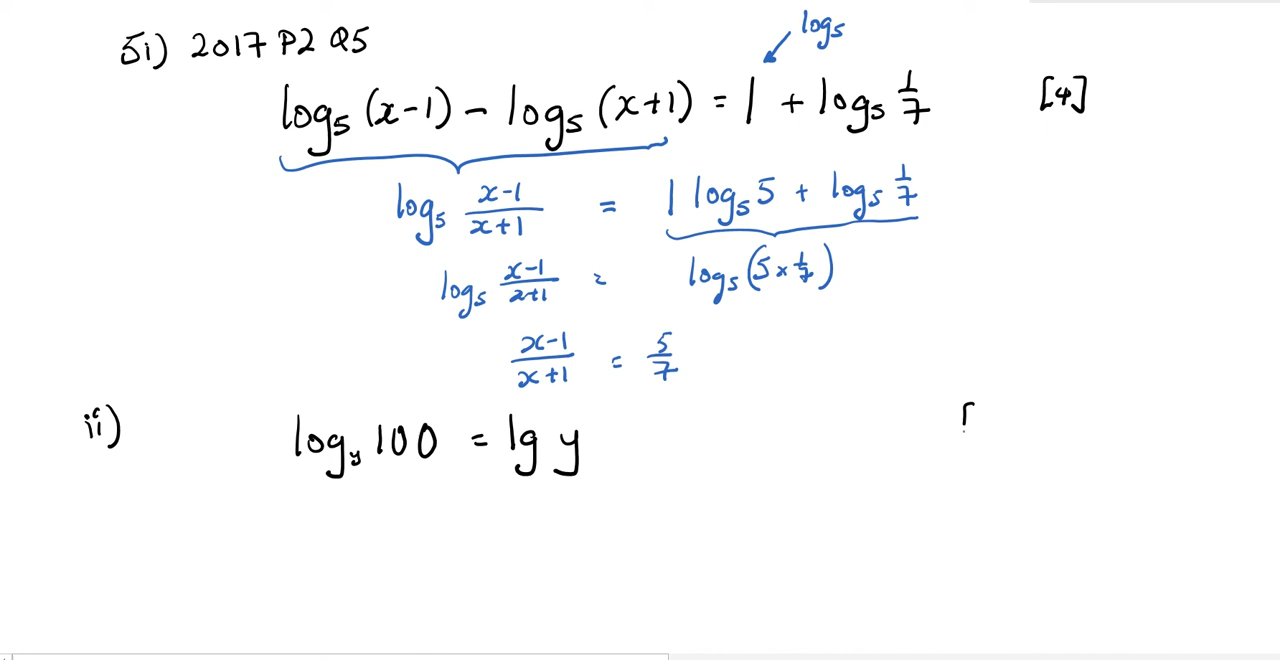 5i) 2017 P2 Q5
log5
log5 (x-1) - log5 (x+1) = 1 + log5 1/7 [4]
log5 x-1/x+1 = 1 log5 5 + log5 1/7
log5 x-1/x+1 = log5 (5 × 1/7)
x-1/x+1 = 5/7
ii) logy 100 = lg y [